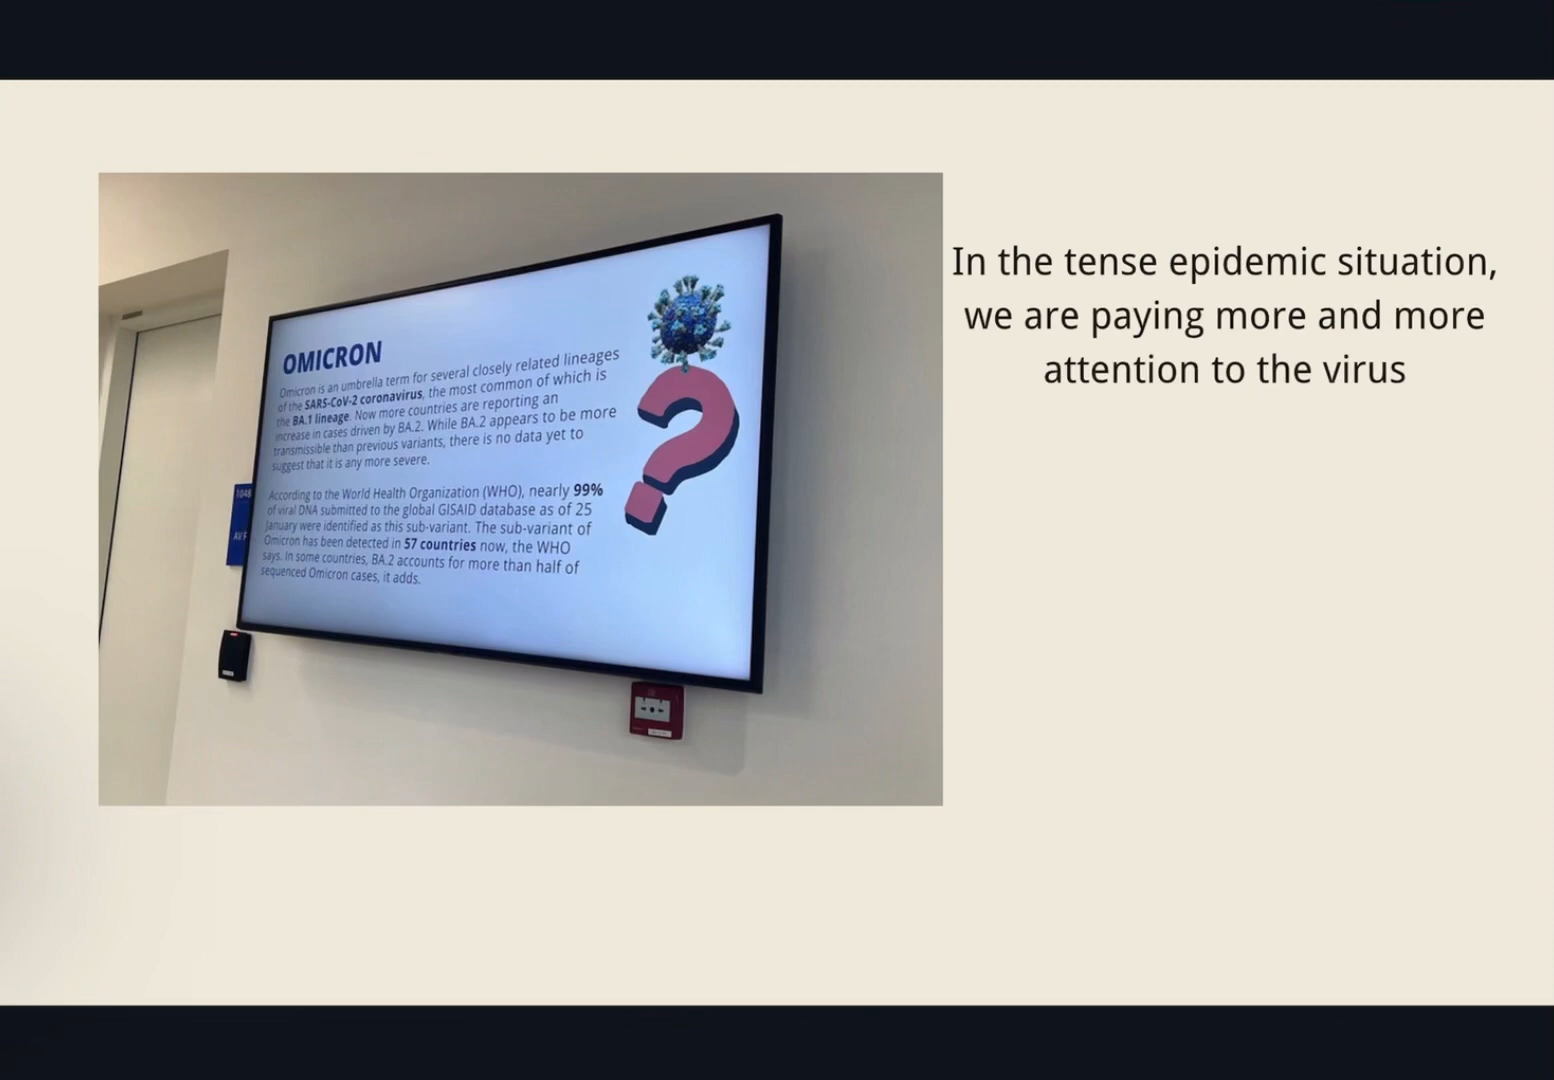 OMICRON
Omicron is an umbrella term for several closely related lineages
of the SARS-CoV-2 coronavirus, the most common of which is
the BA.1 lineage. Now more countries are reporting an
increase in cases driven by BA.2. While BA.2 appears to be more
transmissible than previous variants, there is no data yet to
suggest that it is any more severe.
According to the World Health Organization (WHO), nearly 99%
of viral DNA submitted to the global GISAID database as of 25
January were identified as this sub-variant. The sub-variant of
Omicron has been detected in 57 countries now, the WHO
says. In some countries, BA.2 accounts for more than half of
sequenced Omicron cases, it adds.
1048
In the tense epidemic situation,
we are paying more and more
attention to the virus